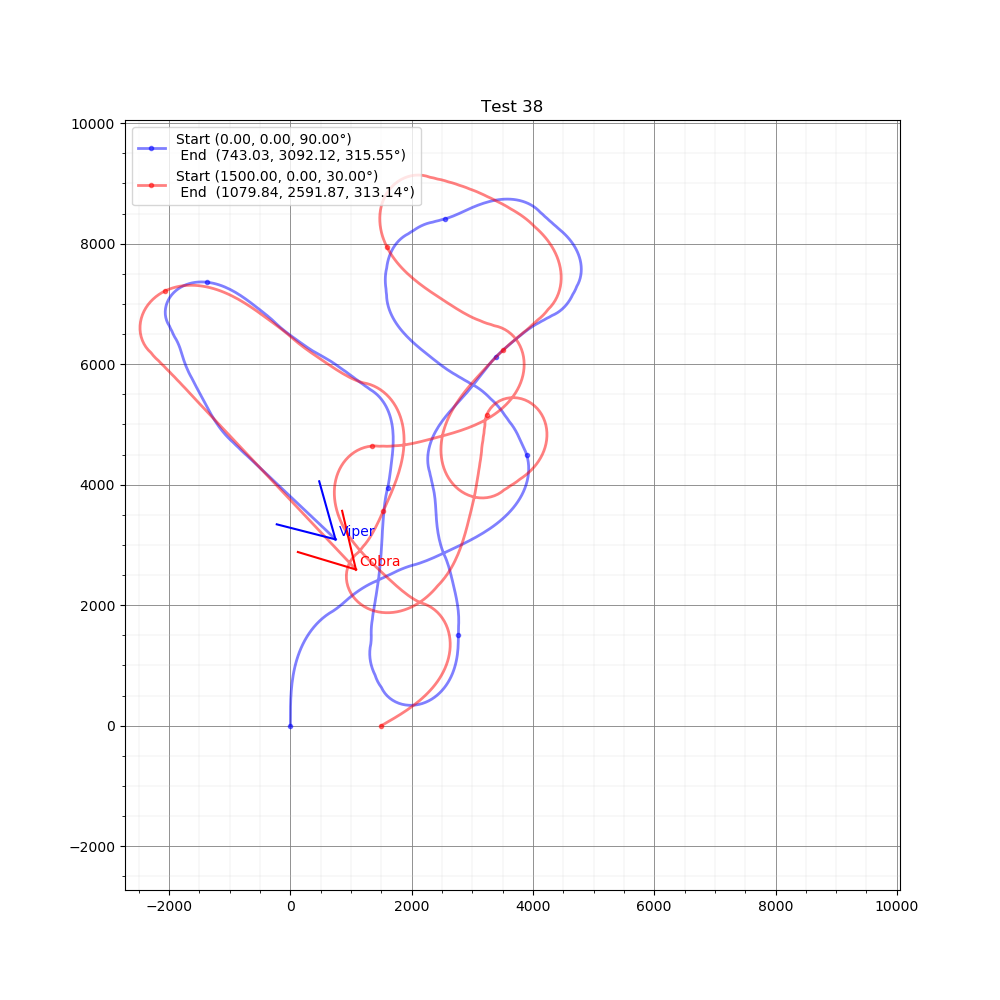 Test 38
Start (0.00, 0.00, 90.00°)
End (743.03, 3092.12, 315.55°)
Start (1500.00, 0.00, 30.00°)
End (1079.84, 2591.87, 313.14°)
10000
8000
6000
4000
2000
0
−2000
Viper
Cobra
−2000 0 2000 4000 6000 8000 10000